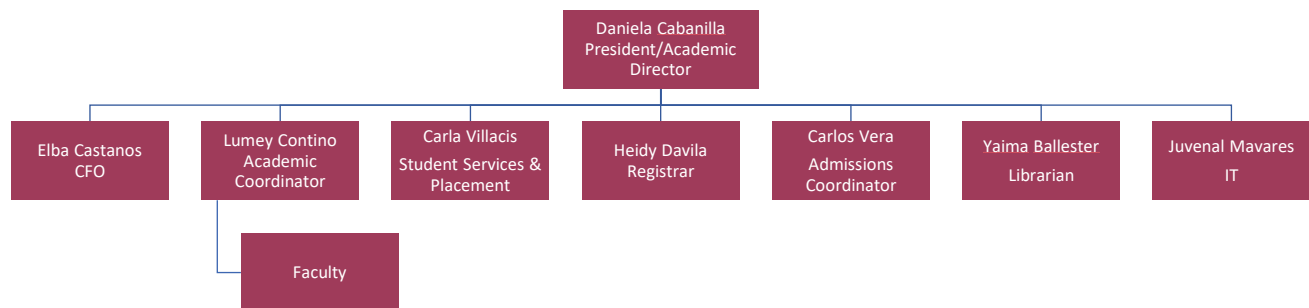 Daniela Cabanilla
President/Academic
Director
Elba Castanos
CFO
Lumey Contino
Academic
Coordinator
Carla Villacis
Student Services &
Placement
Heidy Davila
Registrar
Carlos Vera
Admissions
Coordinator
Yaima Ballester
Librarian
Juvenal Mavares
IT
Faculty